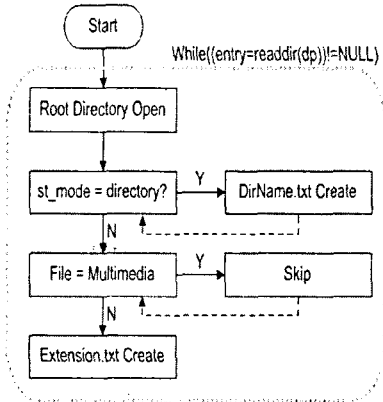 Start
While((entry=readdir(dp))!=NULL)
Root Directory Open
st_mode = directory?
Y
DirName.txt Create
N
File = Multimedia
Y
Skip
N
Extension.txt Create